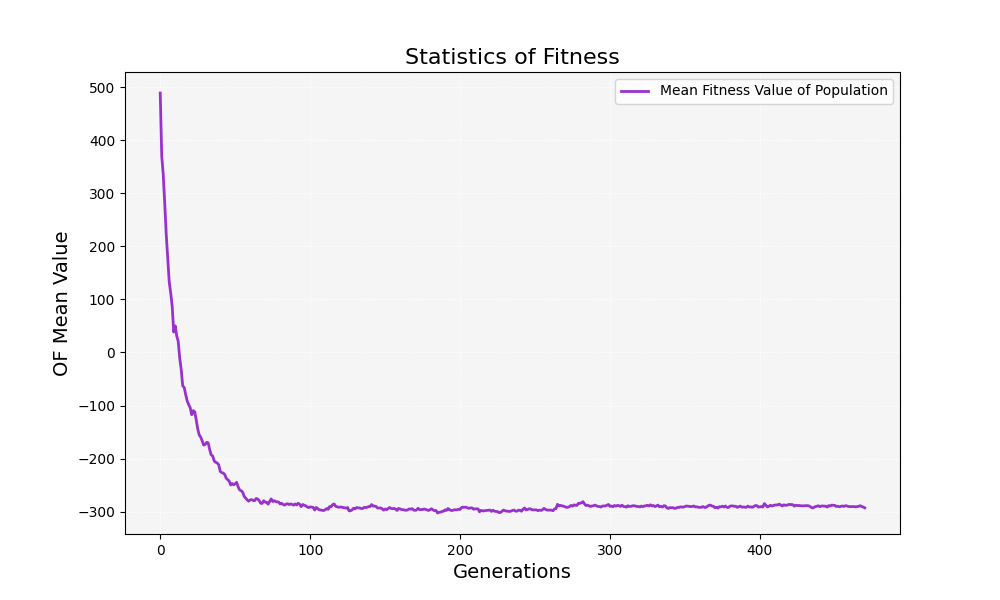 Statistics of Fitness
Mean Fitness Value of Population
OF Mean Value
500
400
300
200
100
0
−100
−200
−300
0 100 200 300 400
Generations